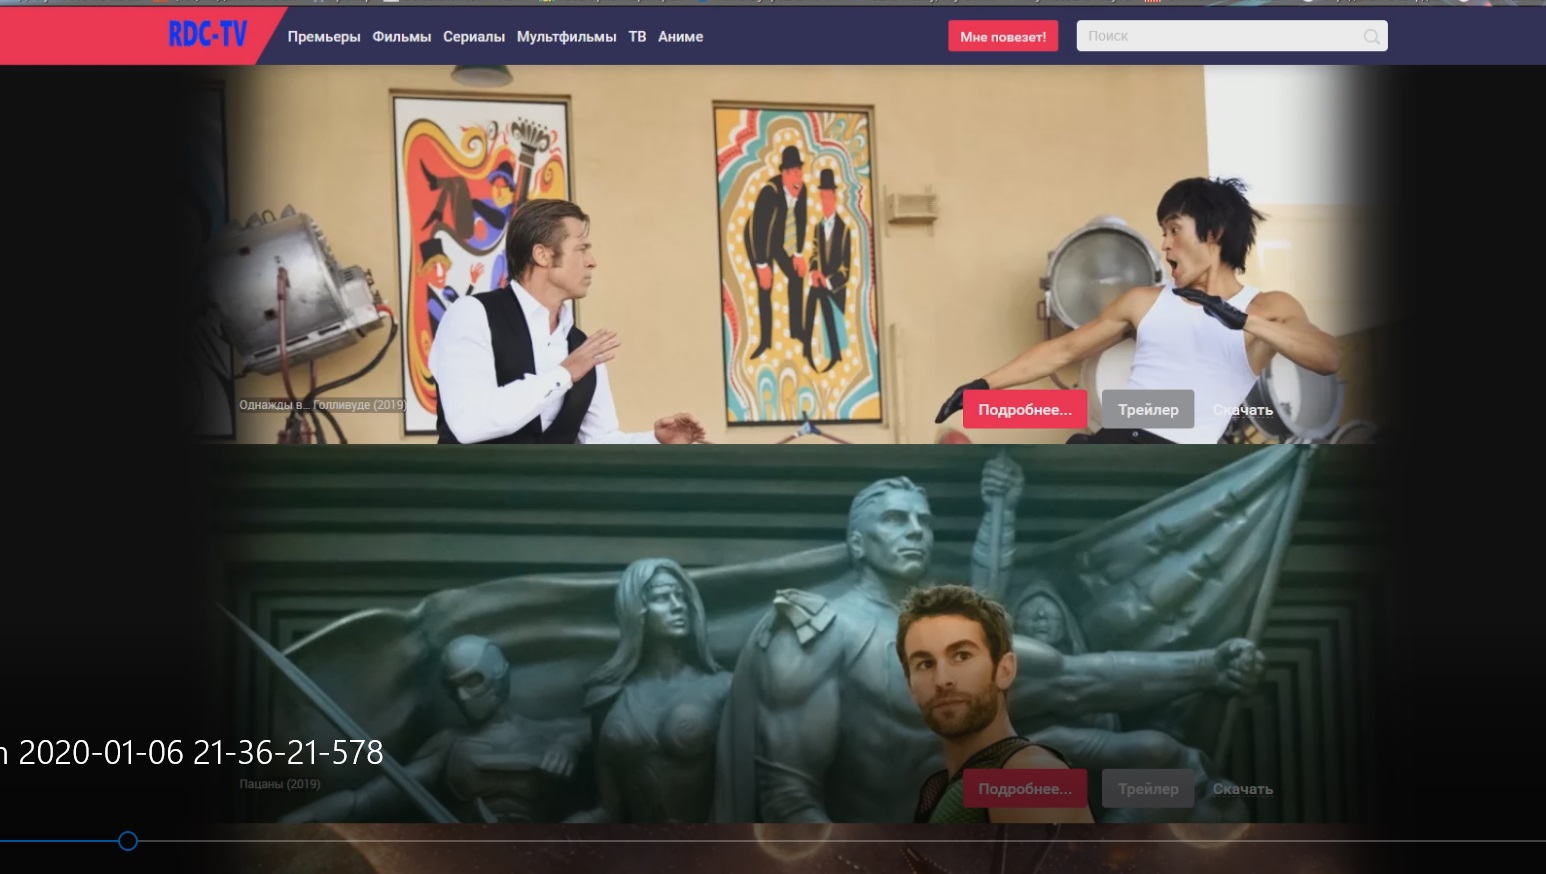 RDC-TV
Премьеры Фильмы Сериалы Мультфильмы ТВ Аниме
Мне повезет!
Поиск
Однажды в... Голливуде (2019)
Подробнее... Трейлер Скачать
2020-01-06 21-36-21-578
Пацаны (2019)
Подробнее... Трейлер Скачать